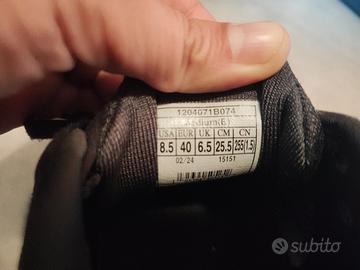 1204071B074
Medium(E)
USA EUR UK CM CN
8.5 40 6.5 25.5 255(1.5)
02/24 15151
subito